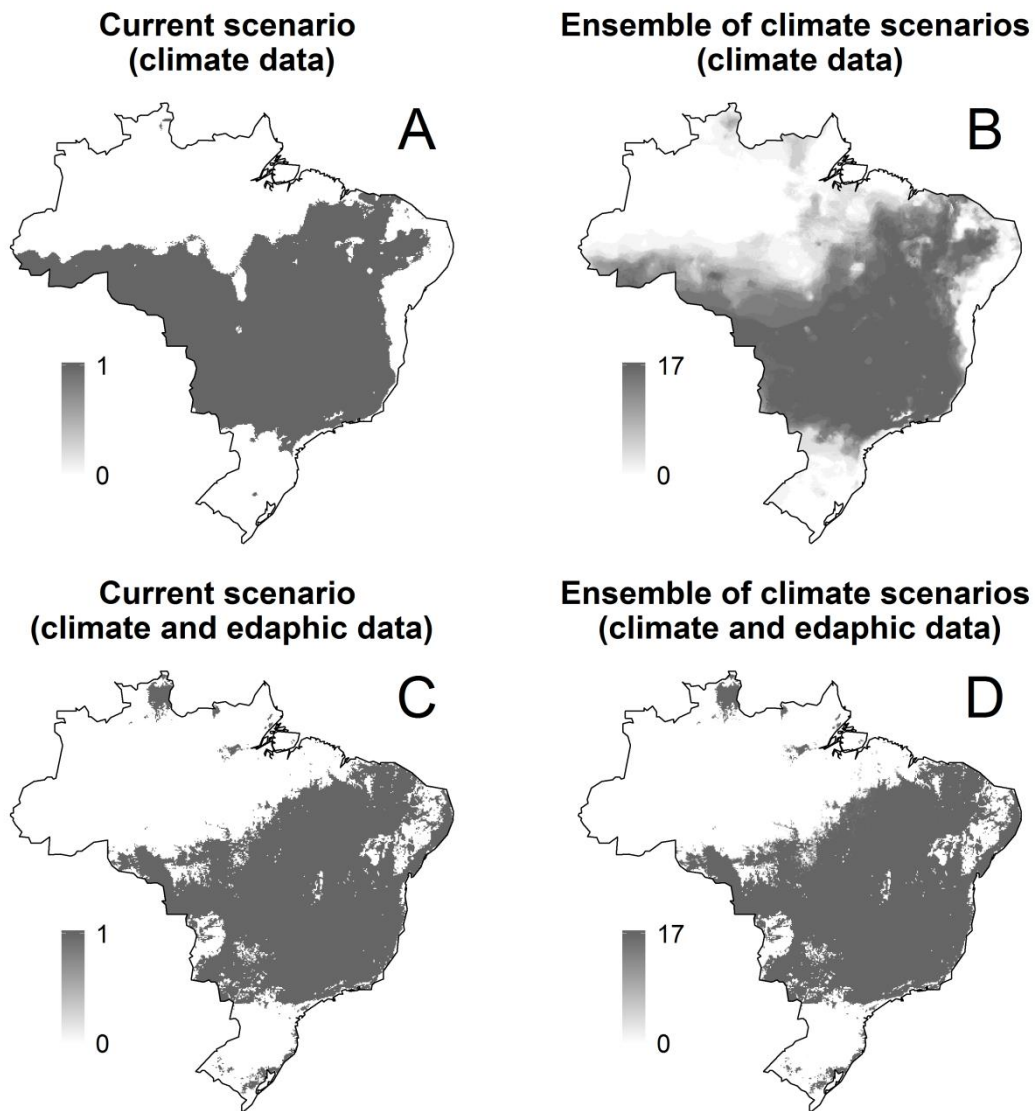 Current scenario
(climate data)
A
1
0
Ensemble of climate scenarios
(climate data)
B
17
0
Current scenario
(climate and edaphic data)
C
1
0
Ensemble of climate scenarios
(climate and edaphic data)
D
17
0